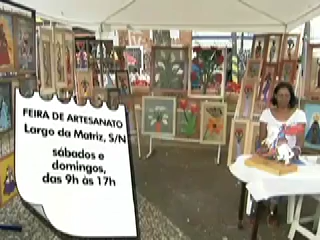 FEIRA DE ARTESANATO
Largo da Matriz, S/N
sábados e
domingos,
das 9h às 17h